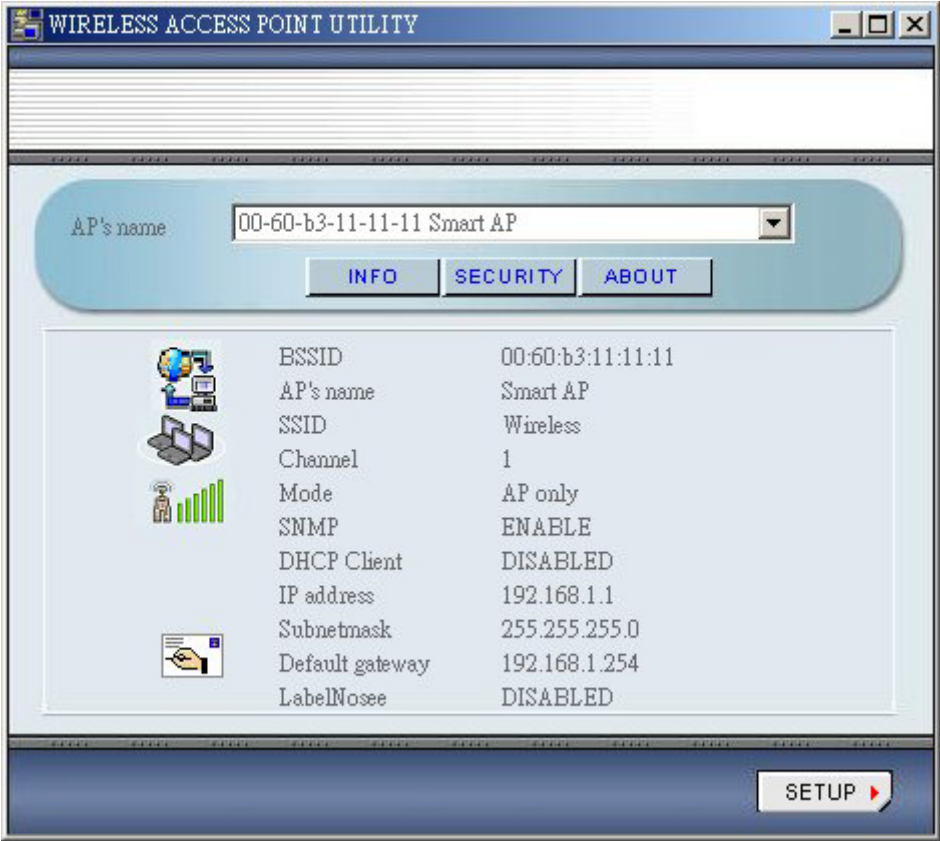 WIRELESS ACCESS POINT UTILITY
AP's name 00-60-b3-11-11-11 Smart AP
INFO SECURITY ABOUT
BSSID 00:60:b3:11:11:11
AP's name Smart AP
SSID Wireless
Channel 1
Mode AP only
SNMP ENABLE
DHCP Client DISABLED
IP address 192.168.1.1
Subnetmask 255.255.255.0
Default gateway 192.168.1.254
LabelNosee DISABLED
SETUP